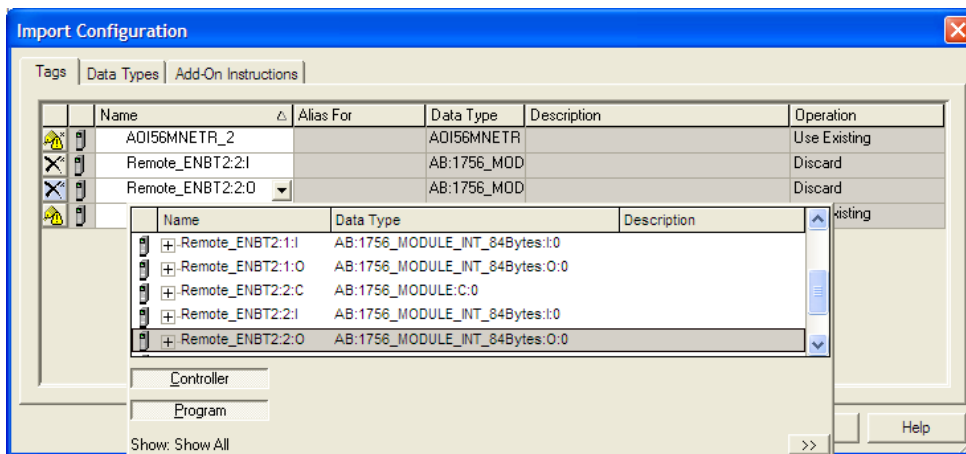 Import Configuration
Tags Data Types Add-On Instructions
Name Alias For Data Type Description Operation
AOI56MNETR_2 AOI56MNETR Use Existing
Remote_ENBT2:2:I AB:1756_MOD Discard
Remote_ENBT2:2:O AB:1756_MOD Discard
Name Data Type Description
Remote_ENBT2:1:I AB:1756_MODULE_INT_84Bytes:I:0
Remote_ENBT2:1:O AB:1756_MODULE_INT_84Bytes:O:0
Remote_ENBT2:2:C AB:1756_MODULE:C:0
Remote_ENBT2:2:I AB:1756_MODULE_INT_84Bytes:I:0
Remote_ENBT2:2:O AB:1756_MODULE_INT_84Bytes:O:0
Controller
Program
Show: Show All >>
Help